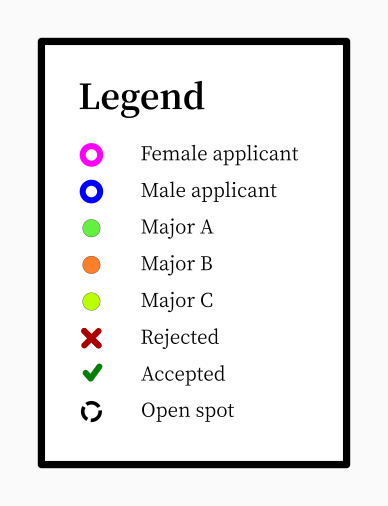 Legend
Female applicant
Male applicant
Major A
Major B
Major C
Rejected
Accepted
Open spot